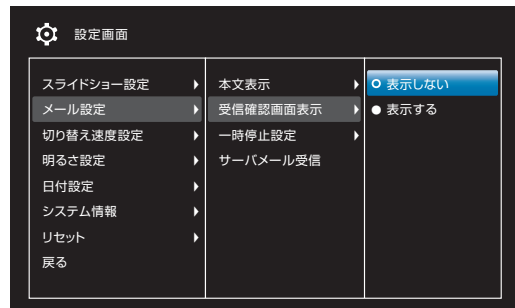 設定画面
スライドショー設定
メール設定
切り替え速度設定
明るさ設定
日付設定
システム情報
リセット
戻る
本文表示
受信確認画面表示
一時停止設定
サーバメール受信
表示しない
表示する